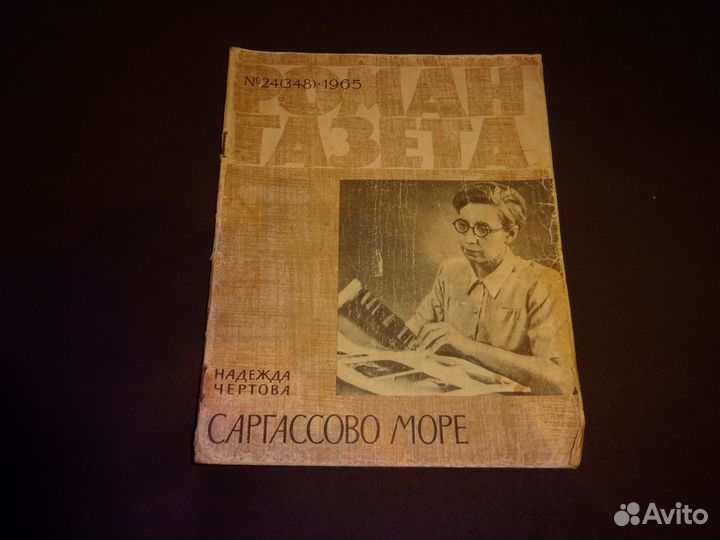 №24(348)·1965
РОМАН
ГАЗЕТА
НАДЕЖДА
ЧЕРТОВА
САРГАССОВО МОРЕ
Avito